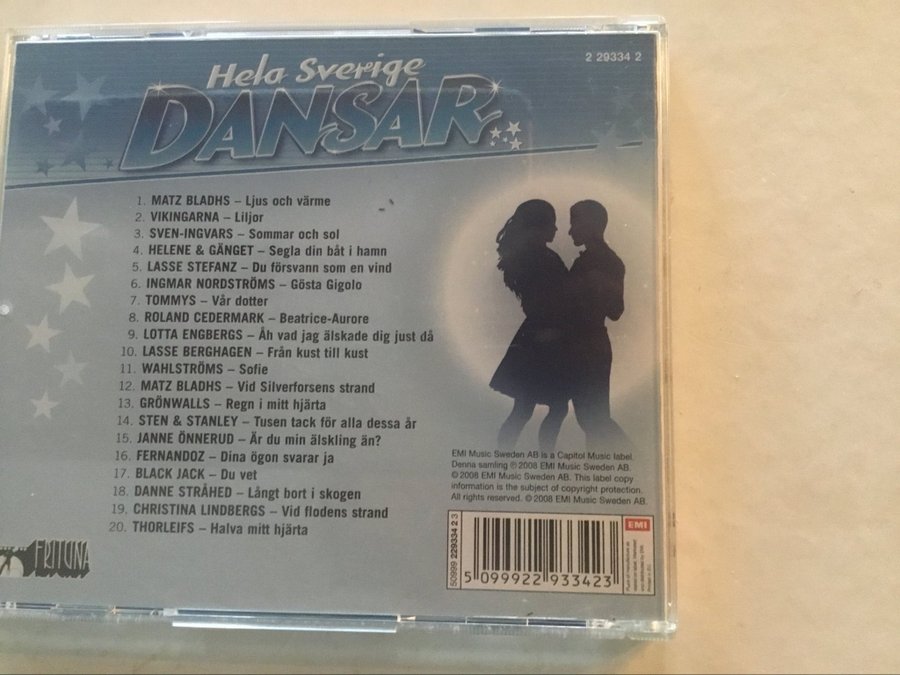 2 29334 2
Hela Sverige
DANSAR
1. MATZ BLADHS – Ljus och värme
2. VIKINGARNA – Liljor
3. SVEN-INGVARS – Sommar och sol
4. HELENE & GÄNGET – Segla din båt i hamn
5. LASSE STEFANZ – Du försvann som en vind
6. INGMAR NORDSTRÖMS – Gösta Gigolo
7. TOMMYS – Vår dotter
8. ROLAND CEDERMARK – Beatrice-Aurore
9. LOTTA ENGBERGS – Åh vad jag älskade dig just då
10. LASSE BERGHAGEN – Från kust till kust
11. WAHLSTRÖMS – Sofie
12. MATZ BLADHS – Vid Silverforsens strand
13. GRÖNWALLS – Regn i mitt hjärta
14. STEN & STANLEY – Tusen tack för alla dessa år
15. JANNE ÖNNERUD – Är du min älskling än?
16. FERNANDOZ – Dina ögon svarar ja
17. BLACK JACK – Du vet
18. DANNE STRÅHED – Långt bort i skogen
19. CHRISTINA LINDBERGS – Vid flodens strand
20. THORLEIFS – Halva mitt hjärta
EMI Music Sweden AB is a Capitol Music label.
Denna samling ℗ 2008 EMI Music Sweden AB.
© 2008 EMI Music Sweden AB. This label copy
information is the subject of copyright protection.
All rights reserved. © 2008 EMI Music Sweden AB.
FRITUNA
50999 229334 2 3
5 099922 933423
EMI